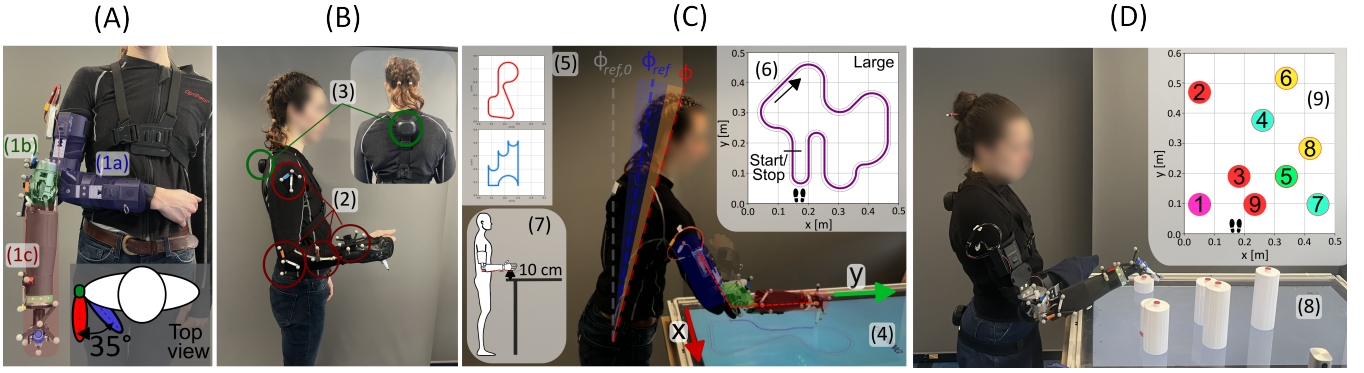 (A)
(B)
(C)
(D)
(1b)
(1a)
(1c)
35°
Top
view
(3)
(2)
(5)
(7)
10 cm
ϕref,0
ϕref
ϕ
(6)
Large
Start/
Stop
y [m]
0.5
0.4
0.3
0.2
0.1
0.0
0.0 0.1 0.2 0.3 0.4 0.5
x [m]
y
x
(4)
(9)
y [m]
0.5
0.4
0.3
0.2
0.1
0.0
6
2
4
8
3
5
1
9
7
0.0 0.1 0.2 0.3 0.4 0.5
x [m]
(8)